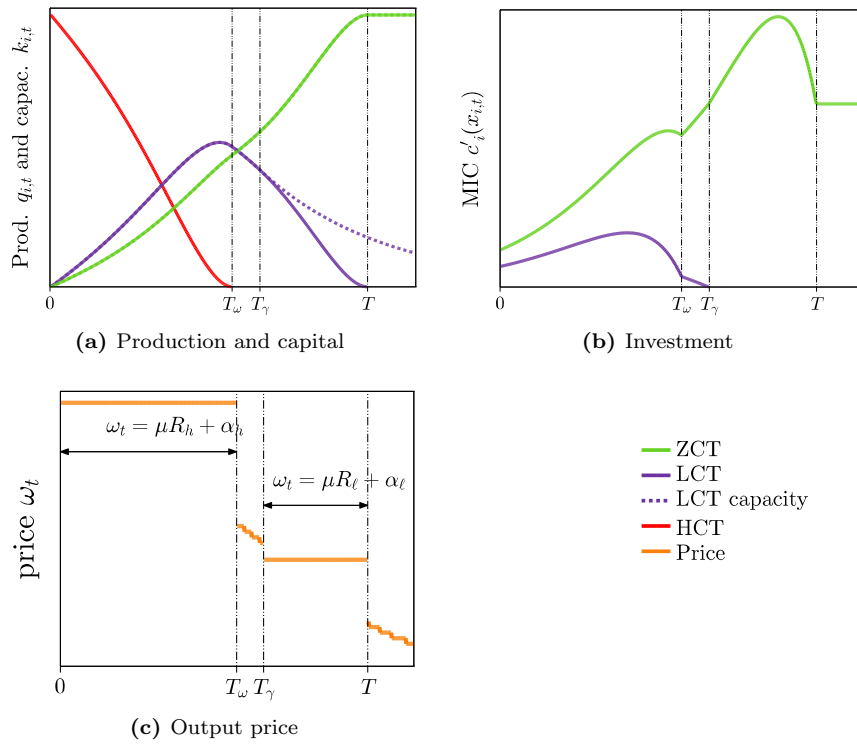 Prod. q_{i,t} and capac. k_{i,t}
0 T_ω T_γ T
(a) Production and capital
MIC c′_i(x_{i,t})
0 T_ω T_γ T
(b) Investment
price ω_t
ω_t = μR_h + α_h
ω_t = μR_ℓ + α_ℓ
0 T_ω T_γ T
(c) Output price
ZCT
LCT
LCT capacity
HCT
Price